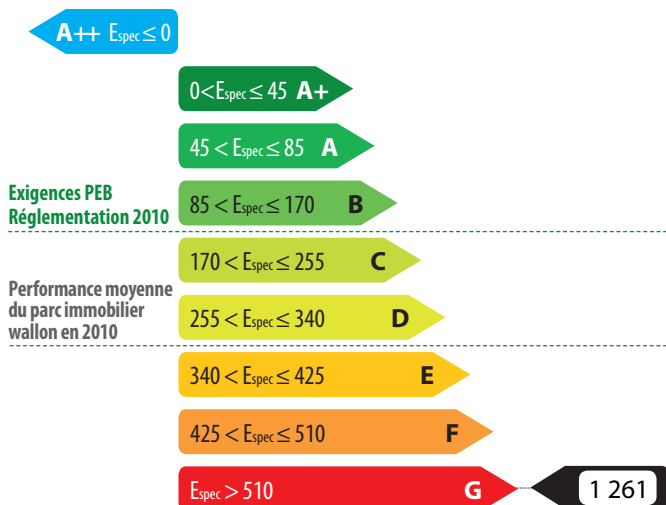 A++ Espec ≤ 0
0<Espec ≤ 45 A+
45 < Espec ≤ 85 A
Exigences PEB
Réglementation 2010
85 < Espec ≤ 170 B
170 < Espec ≤ 255 C
Performance moyenne
du parc immobilier
wallon en 2010
255 < Espec ≤ 340 D
340 < Espec ≤ 425 E
425 < Espec ≤ 510 F
Espec > 510 G
1 261